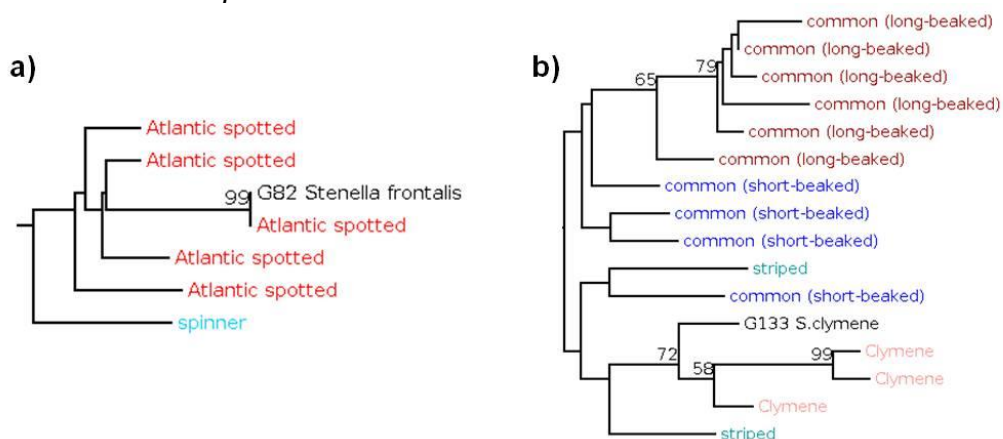 a)
Atlantic spotted
Atlantic spotted
99
G82 Stenella frontalis
Atlantic spotted
Atlantic spotted
Atlantic spotted
spinner
b)
common (long-beaked)
common (long-beaked)
79
65
common (long-beaked)
common (long-beaked)
common (long-beaked)
common (long-beaked)
common (short-beaked)
common (short-beaked)
common (short-beaked)
striped
common (short-beaked)
G133 S.clymene
72
99
Clymene
58
Clymene
Clymene
striped